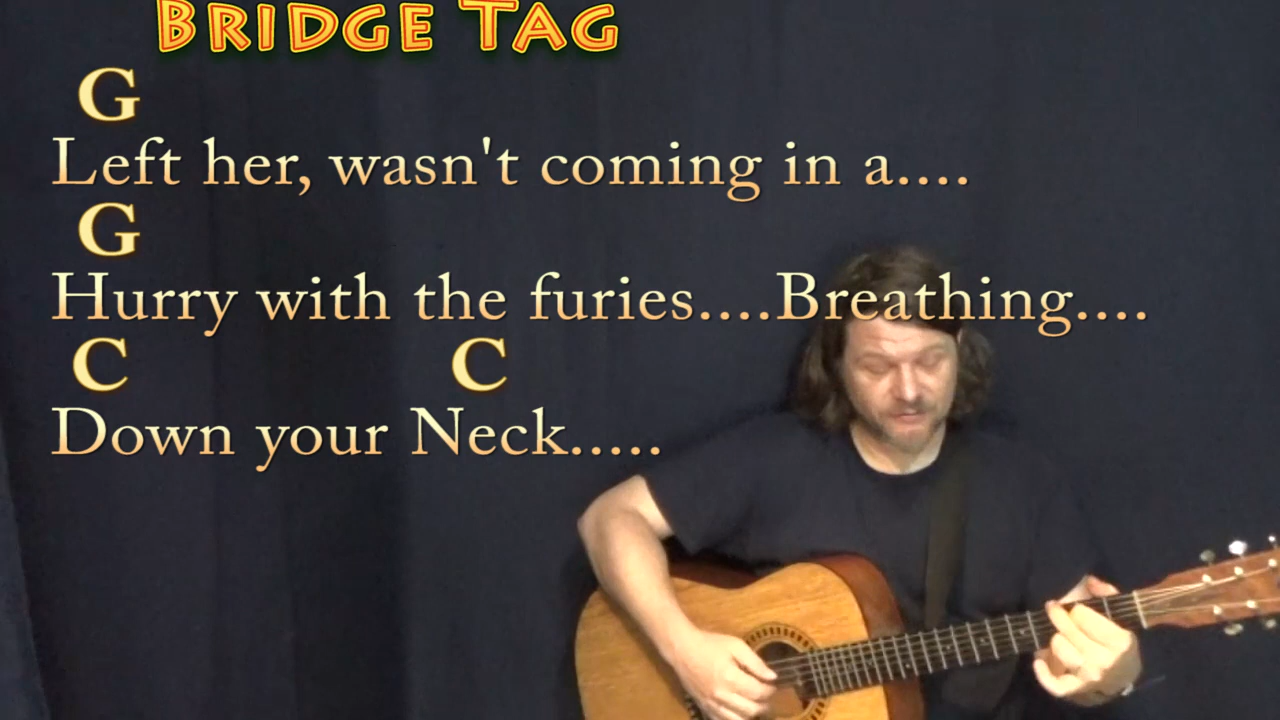 BRIDGE TAG
G
Left her, wasn't coming in a....
G
Hurry with the furies....Breathing....
C C
Down your Neck.....